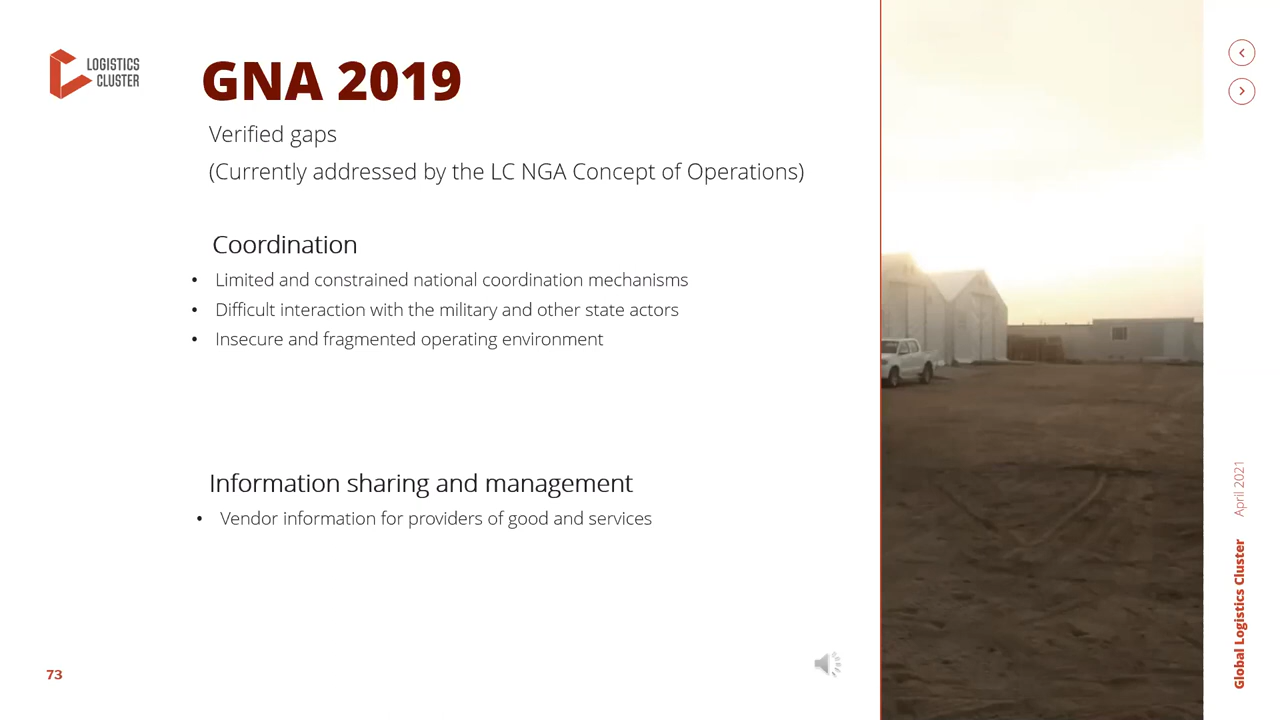 LOGISTICS
CLUSTER
GNA 2019
Verified gaps
(Currently addressed by the LC NGA Concept of Operations)
Coordination
• Limited and constrained national coordination mechanisms
• Difficult interaction with the military and other state actors
• Insecure and fragmented operating environment
Information sharing and management
• Vendor information for providers of good and services
73
Global Logistics Cluster April 2021